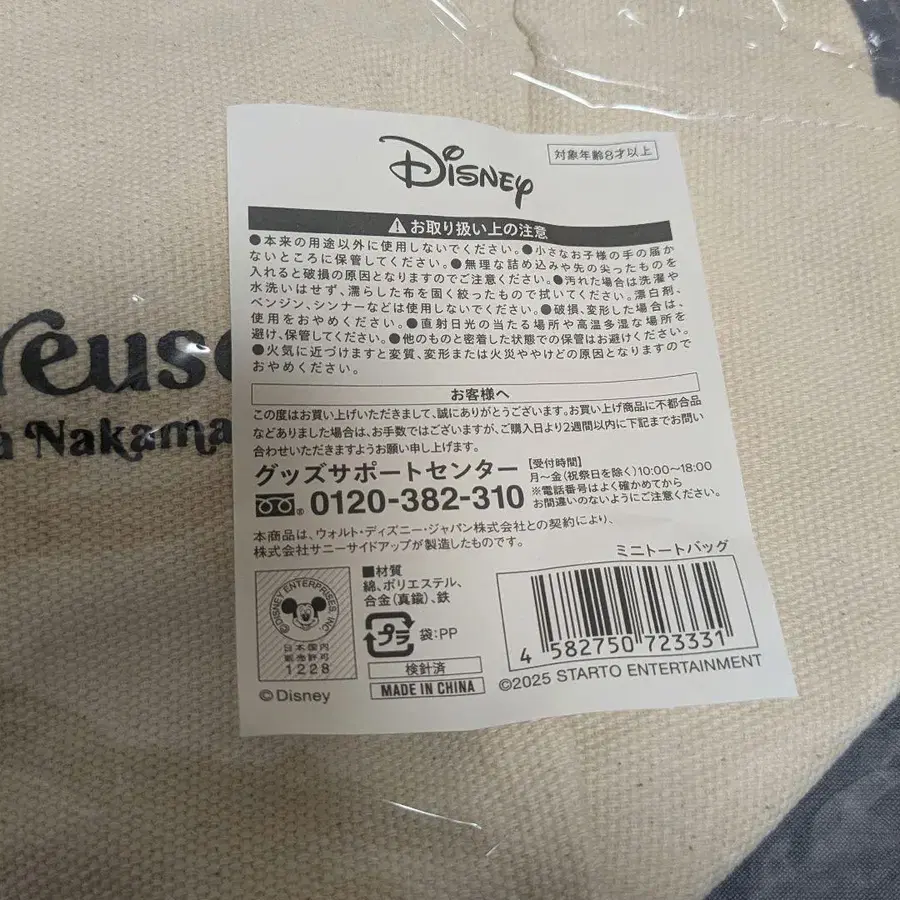 Disney
対象年齢8才以上
お取り扱い上の注意
●本来の用途以外に使用しないでください。●小さなお子様の手の届か
ないところに保管してください。●無理な詰め込みや先の尖ったものを
入れると破損の原因となりますのでご注意ください。●汚れた場合は洗濯や
水洗いはせず、濡らした布を固く絞ったもので拭いてください。漂白剤、
ベンジン、シンナーなどは使用しないでください。●破損、変形した場合は、
使用をおやめください。●直射日光の当たる場所や高温多湿な場所を
避け、保管してください。●他のものと密着した状態での保管はお避けください。
●火気に近づけますと変質、変形または火災ややけどの原因となりますので
おやめください。
お客様へ
この度はお買い上げいただきまして、誠にありがとうございます。お買い上げ商品に不都合品
などありました場合は、お手数ではございますが、ご購入日より2週間以内に下記までお問い
合わせいただきますようお願い申し上げます。
グッズサポートセンター
0120-382-310
【受付時間】
月〜金(祝祭日を除く)10:00〜18:00
※電話番号はよく確かめてから
お間違いのないようにご注意ください。
本商品は、ウォルト・ディズニー・ジャパン株式会社との契約により、
株式会社サニーサイドアップが製造したものです。
ミニトートバッグ
©DISNEY ENTERPRISES, INC.
日本国内
販売許可
1228
©Disney
■材質
綿、ポリエステル、
合金(真鍮)、鉄
プラ
袋:PP
検針済
MADE IN CHINA
4 582750 723331
©2025 STARTO ENTERTAINMENT
Nakama